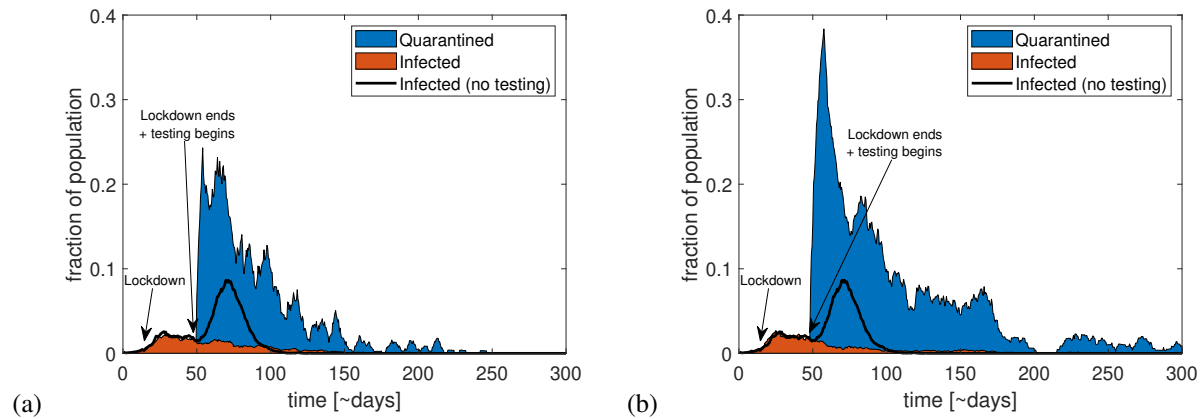 0.4
0.3
0.2
0.1
0
fraction of population
Quarantined
Infected
Infected (no testing)
Lockdown ends
+ testing begins
Lockdown
0 50 100 150 200 250 300
time [~days]
(a)
0.4
0.3
0.2
0.1
0
fraction of population
Quarantined
Infected
Infected (no testing)
Lockdown ends
+ testing begins
Lockdown
0 50 100 150 200 250 300
time [~days]
(b)